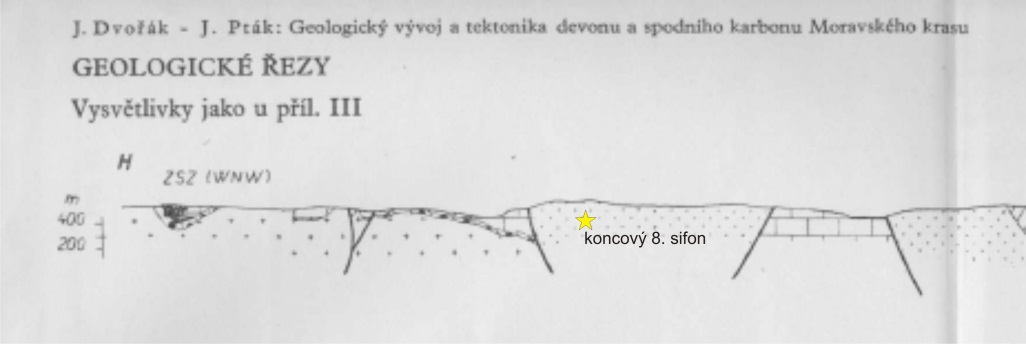 J. Dvořák - J. Pták: Geologický vývoj a tektonika devonu a spodního karbonu Moravského krasu
GEOLOGICKÉ ŘEZY
Vysvětlivky jako u příl. III
H
ZSZ (WNW)
m
400
200
koncový 8. sifon